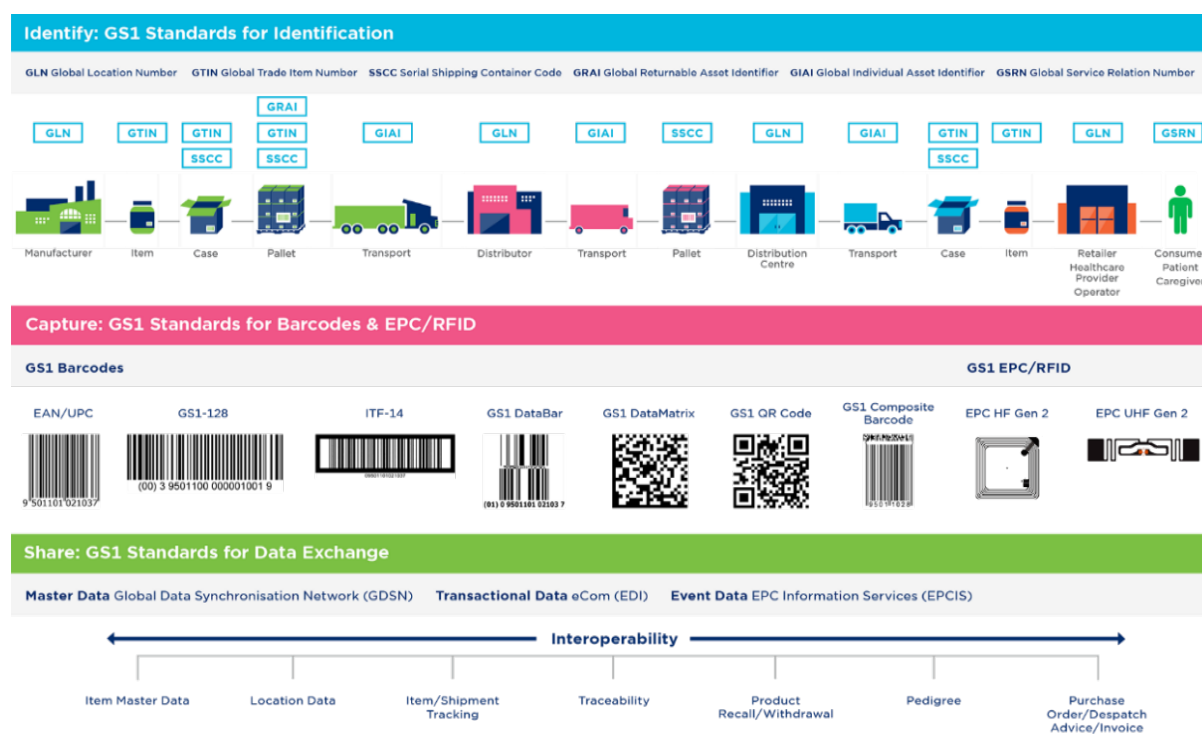 Identify: GS1 Standards for Identification
GLN Global Location Number GTIN Global Trade Item Number SSCC Serial Shipping Container Code GRAI Global Returnable Asset Identifier GIAI Global Individual Asset Identifier GSRN Global Service Relation Number
GRAI
GLN GTIN GTIN GTIN GIAI GLN GIAI SSCC GLN GIAI GTIN GTIN GLN GSRN
SSCC SSCC SSCC
Manufacturer Item Case Pallet Transport Distributor Transport Pallet Distribution Transport Case Item Retailer Consume
Centre Healthcare Patient
Provider Caregiver
Operator
Capture: GS1 Standards for Barcodes & EPC/RFID
GS1 Barcodes GS1 EPC/RFID
EAN/UPC GS1-128 ITF-14 GS1 DataBar GS1 DataMatrix GS1 QR Code GS1 Composite EPC HF Gen 2 EPC UHF Gen 2
Barcode
(00) 3 9501100 000001001 9
9 501101 021037 (01) 0 9501101 02103 7
Share: GS1 Standards for Data Exchange
Master Data Global Data Synchronisation Network (GDSN) Transactional Data eCom (EDI) Event Data EPC Information Services (EPCIS)
Interoperability
Item Master Data Location Data Item/Shipment Traceability Product Pedigree Purchase
Tracking Recall/Withdrawal Order/Despatch
Advice/Invoice